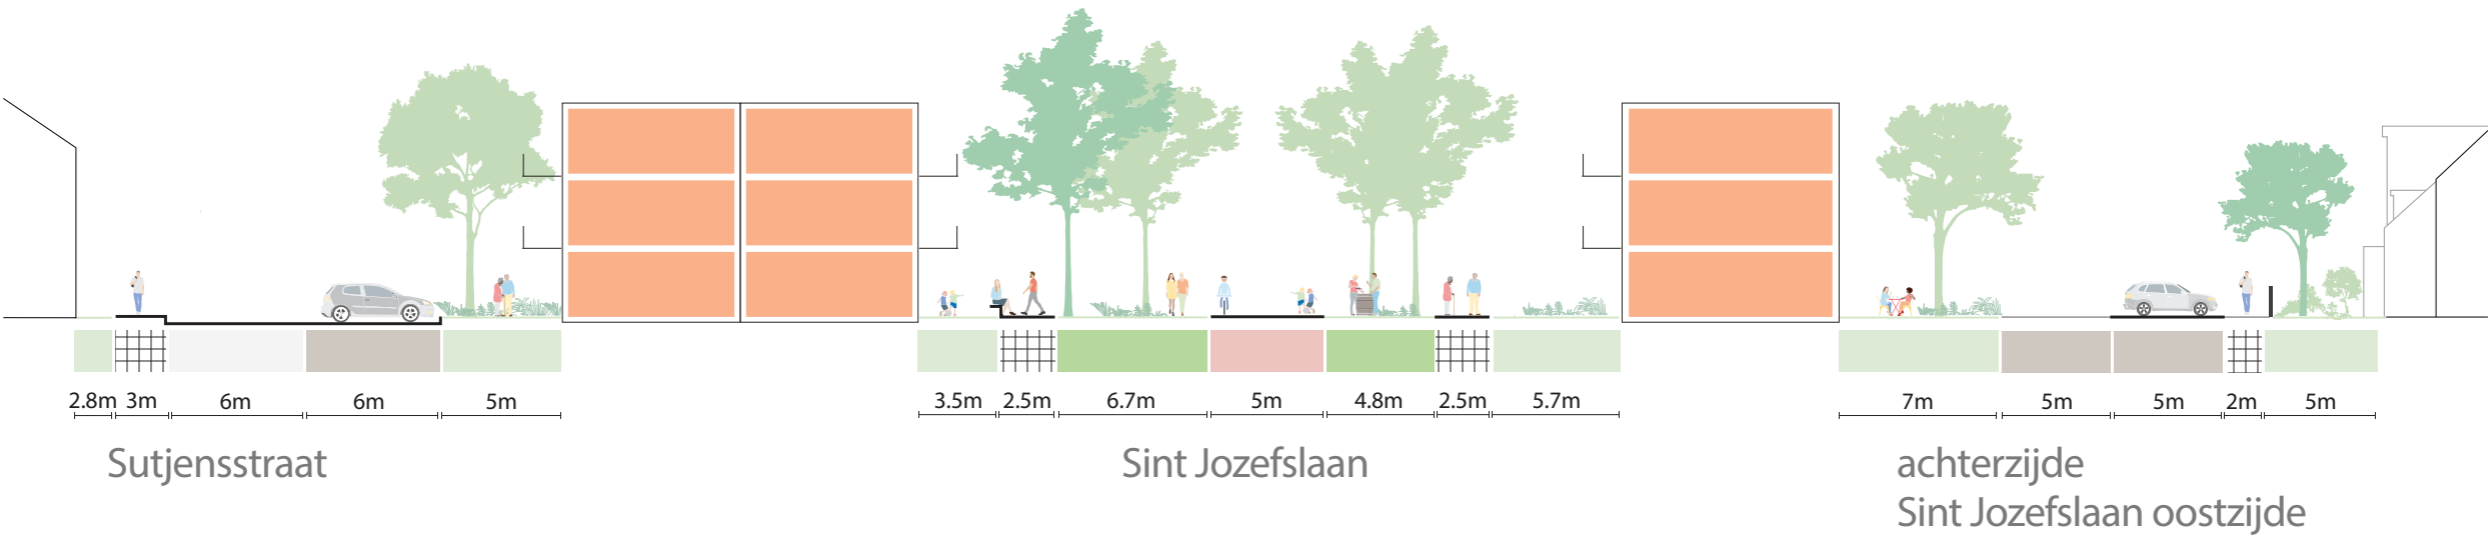 2.8m 3m 6m 6m 5m 3.5m 2.5m 6.7m 5m 4.8m 2.5m 5.7m 7m 5m 5m 2m 5m
Sutjensstraat
Sint Jozefslaan
achterzijde
Sint Jozefslaan oostzijde